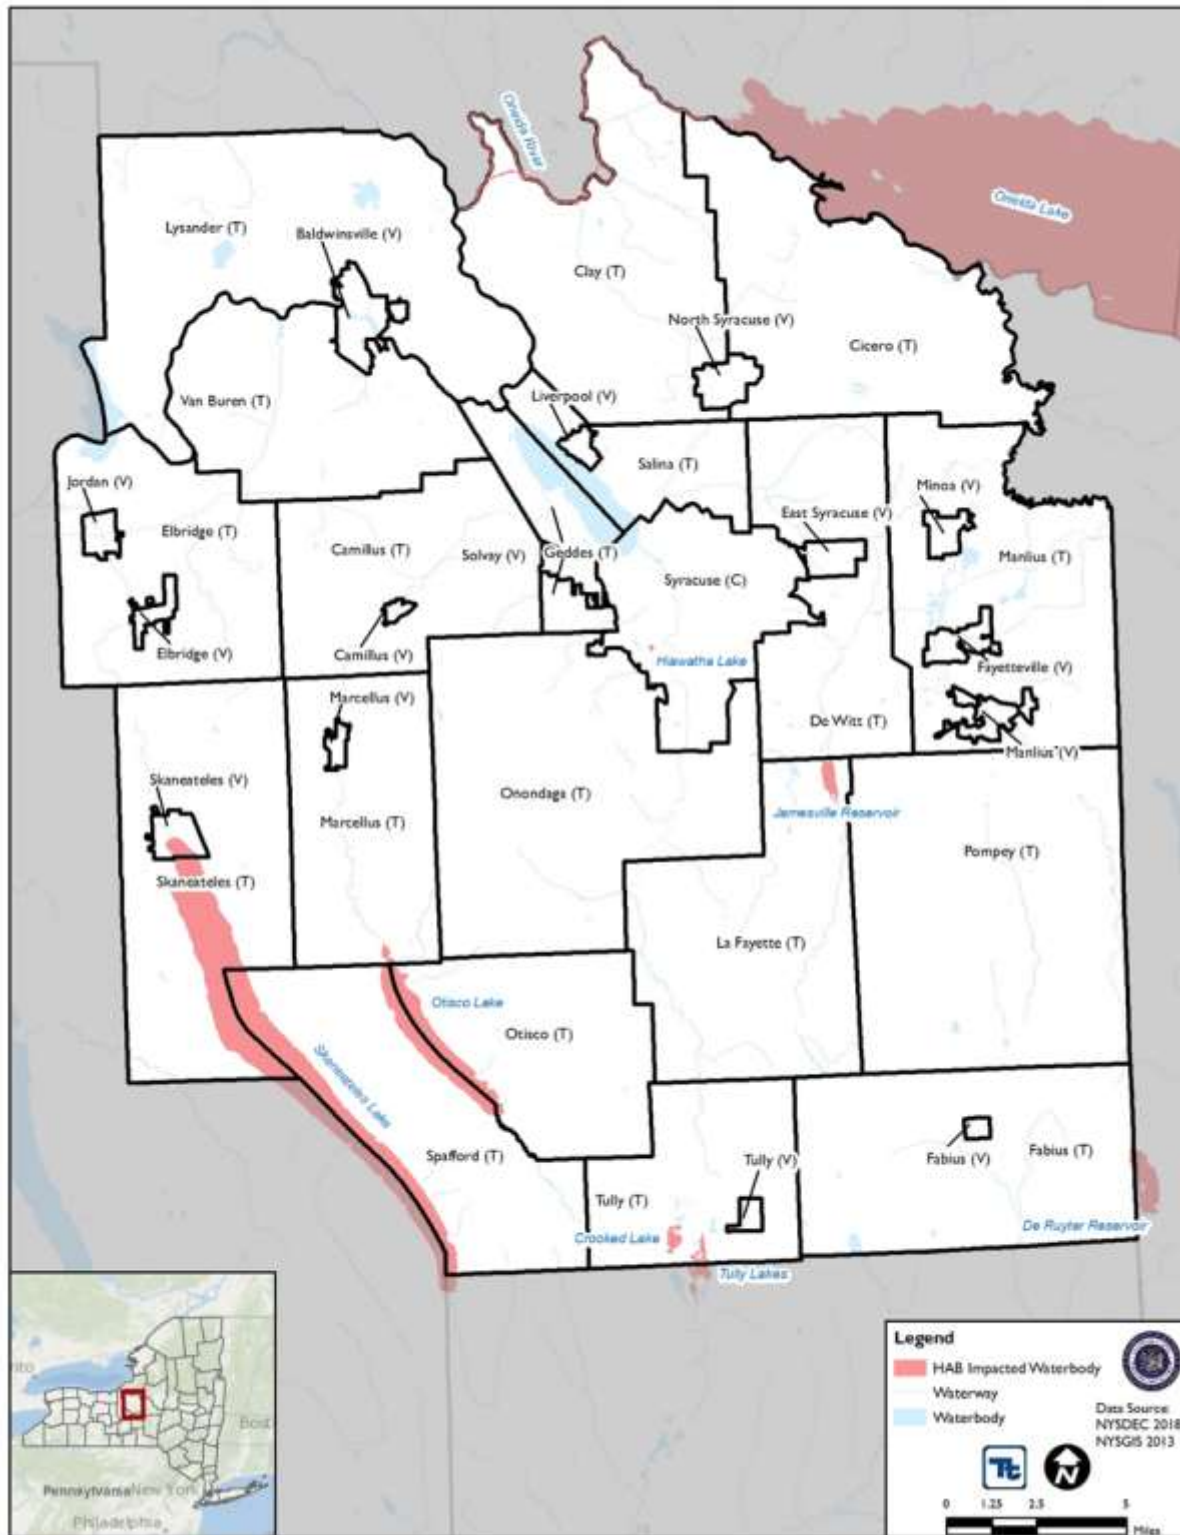 Oneida River
Oneida Lake
Lysander (T)
Baldwinsville (V)
Clay (T)
North Syracuse (V)
Cicero (T)
Van Buren (T)
Liverpool (V)
Salina (T)
Jordan (V)
Minoa (V)
East Syracuse (V)
Elbridge (T)
Camillus (T)
Solvay (V)
Geddes (T)
Syracuse (C)
Manlius (T)
Elbridge (V)
Camillus (V)
Hiawatha Lake
Fayetteville (V)
Marcellus (V)
De Witt (T)
Manlius (V)
Skaneateles (V)
Onondaga (T)
Marcellus (T)
Jamesville Reservoir
Pompey (T)
Skaneateles (T)
La Fayette (T)
Otisco Lake
Otisco (T)
Skaneateles Lake
Spafford (T)
Tully (V)
Fabius (V)
Fabius (T)
Tully (T)
Crooked Lake
De Ruyter Reservoir
Tully Lakes
Legend
HAB Impacted Waterbody
Waterway
Waterbody
Data Source:
NYSDEC 2018
NYSGIS 2013
N
0 1.25 2.5 5
Miles
Pennsylvania
New York
Philadelphia